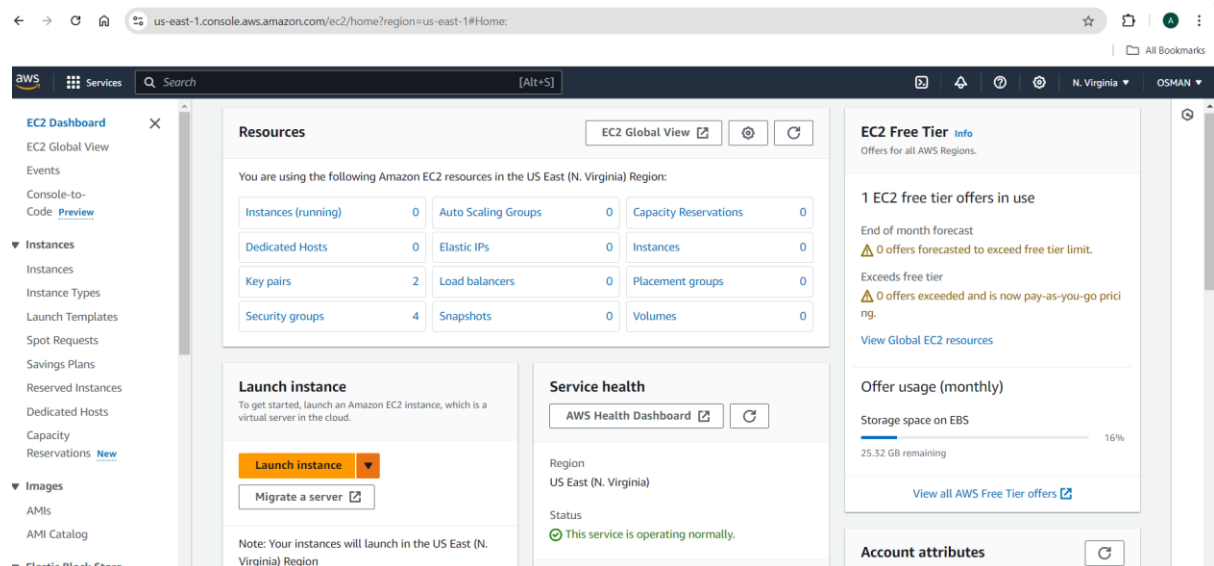 us-east-1.console.aws.amazon.com/ec2/home?region=us-east-1#Home:
A
All Bookmarks
aws
Services
Search
[Alt+S]
N. Virginia
OSMAN
EC2 Dashboard
EC2 Global View
Events
Console-to-
Code Preview
Instances
Instances
Instance Types
Launch Templates
Spot Requests
Savings Plans
Reserved Instances
Dedicated Hosts
Capacity
Reservations New
Images
AMIs
AMI Catalog
Elastic Block Store
Resources
EC2 Global View
You are using the following Amazon EC2 resources in the US East (N. Virginia) Region:
Instances (running) 0
Auto Scaling Groups 0
Capacity Reservations 0
Dedicated Hosts 0
Elastic IPs 0
Instances 0
Key pairs 2
Load balancers 0
Placement groups 0
Security groups 4
Snapshots 0
Volumes 0
Launch instance
To get started, launch an Amazon EC2 instance, which is a
virtual server in the cloud.
Launch instance
Migrate a server
Note: Your instances will launch in the US East (N.
Virginia) Region
Service health
AWS Health Dashboard
Region
US East (N. Virginia)
Status
This service is operating normally.
EC2 Free Tier Info
Offers for all AWS Regions.
1 EC2 free tier offers in use
End of month forecast
0 offers forecasted to exceed free tier limit.
Exceeds free tier
0 offers exceeded and is now pay-as-you-go prici
ng.
View Global EC2 resources
Offer usage (monthly)
Storage space on EBS
16%
25.32 GB remaining
View all AWS Free Tier offers
Account attributes